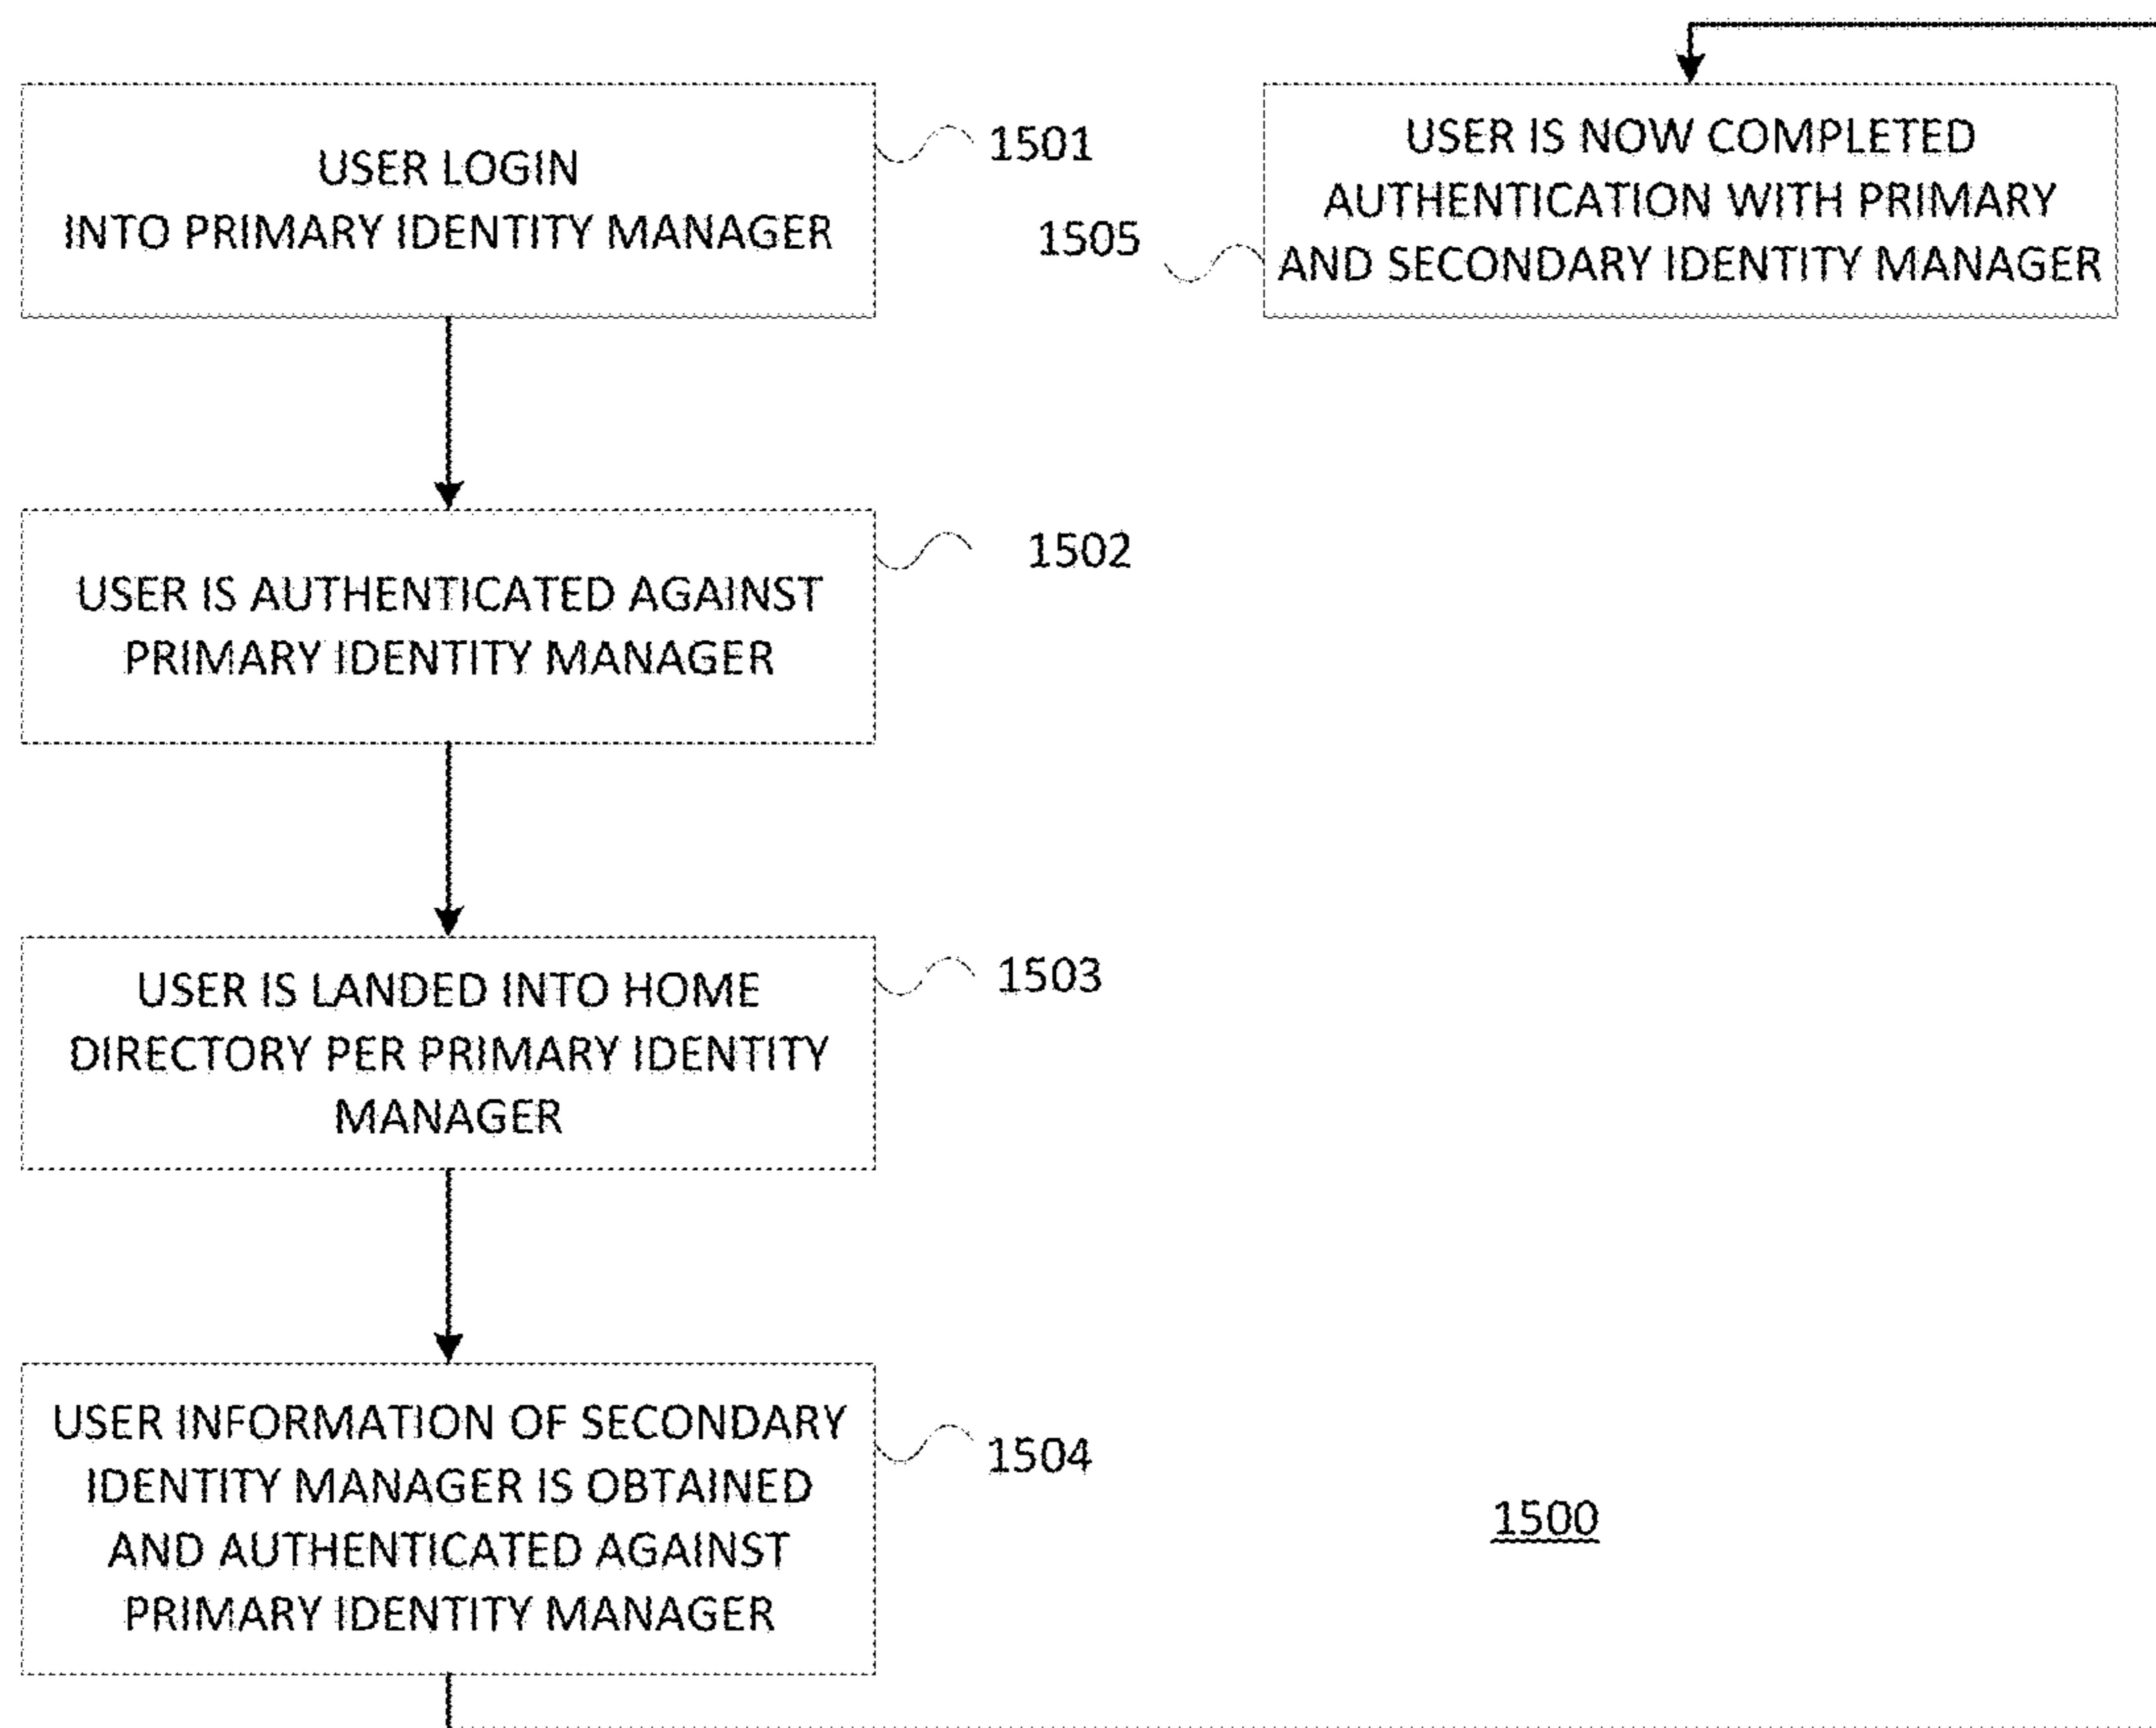 USER LOGIN
INTO PRIMARY IDENTITY MANAGER
1501
USER IS AUTHENTICATED AGAINST
PRIMARY IDENTITY MANAGER
1502
USER IS LANDED INTO HOME
DIRECTORY PER PRIMARY IDENTITY
MANAGER
1503
USER INFORMATION OF SECONDARY
IDENTITY MANAGER IS OBTAINED
AND AUTHENTICATED AGAINST
PRIMARY IDENTITY MANAGER
1504
USER IS NOW COMPLETED
AUTHENTICATION WITH PRIMARY
AND SECONDARY IDENTITY MANAGER
1505
1500